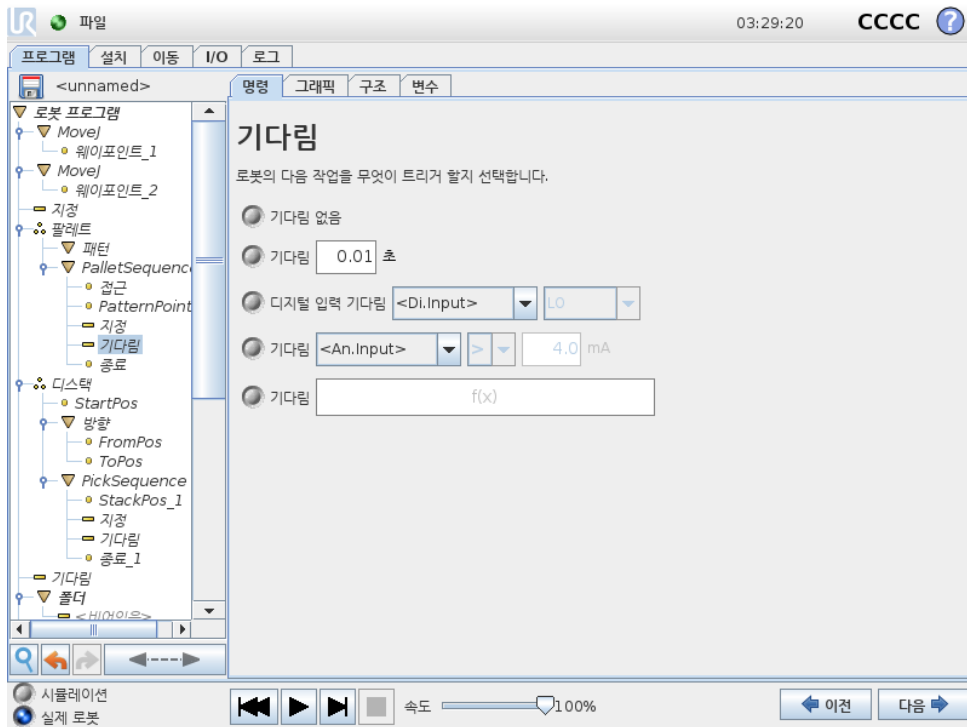 UR 파일 03:29:20 CCCC ?
프로그램 설치 이동 I/O 로그
<unnamed>
명령 그래픽 구조 변수
로봇 프로그램
MoveJ
웨이포인트_1
MoveJ
웨이포인트_2
지정
팔레트
패턴
PalletSequenc
접근
PatternPoint
지정
기다림
종료
디스택
StartPos
방향
FromPos
ToPos
PickSequence
StackPos_1
지정
기다림
종료_1
기다림
폴더
<비어있음>
기다림
로봇의 다음 작업을 무엇이 트리거 할지 선택합니다.
기다림 없음
기다림 0.01 초
디지털 입력 기다림 <Di.Input> LO
기다림 <An.Input> > 4.0 mA
기다림 f(x)
시뮬레이션
실제 로봇
속도 100%
이전 다음